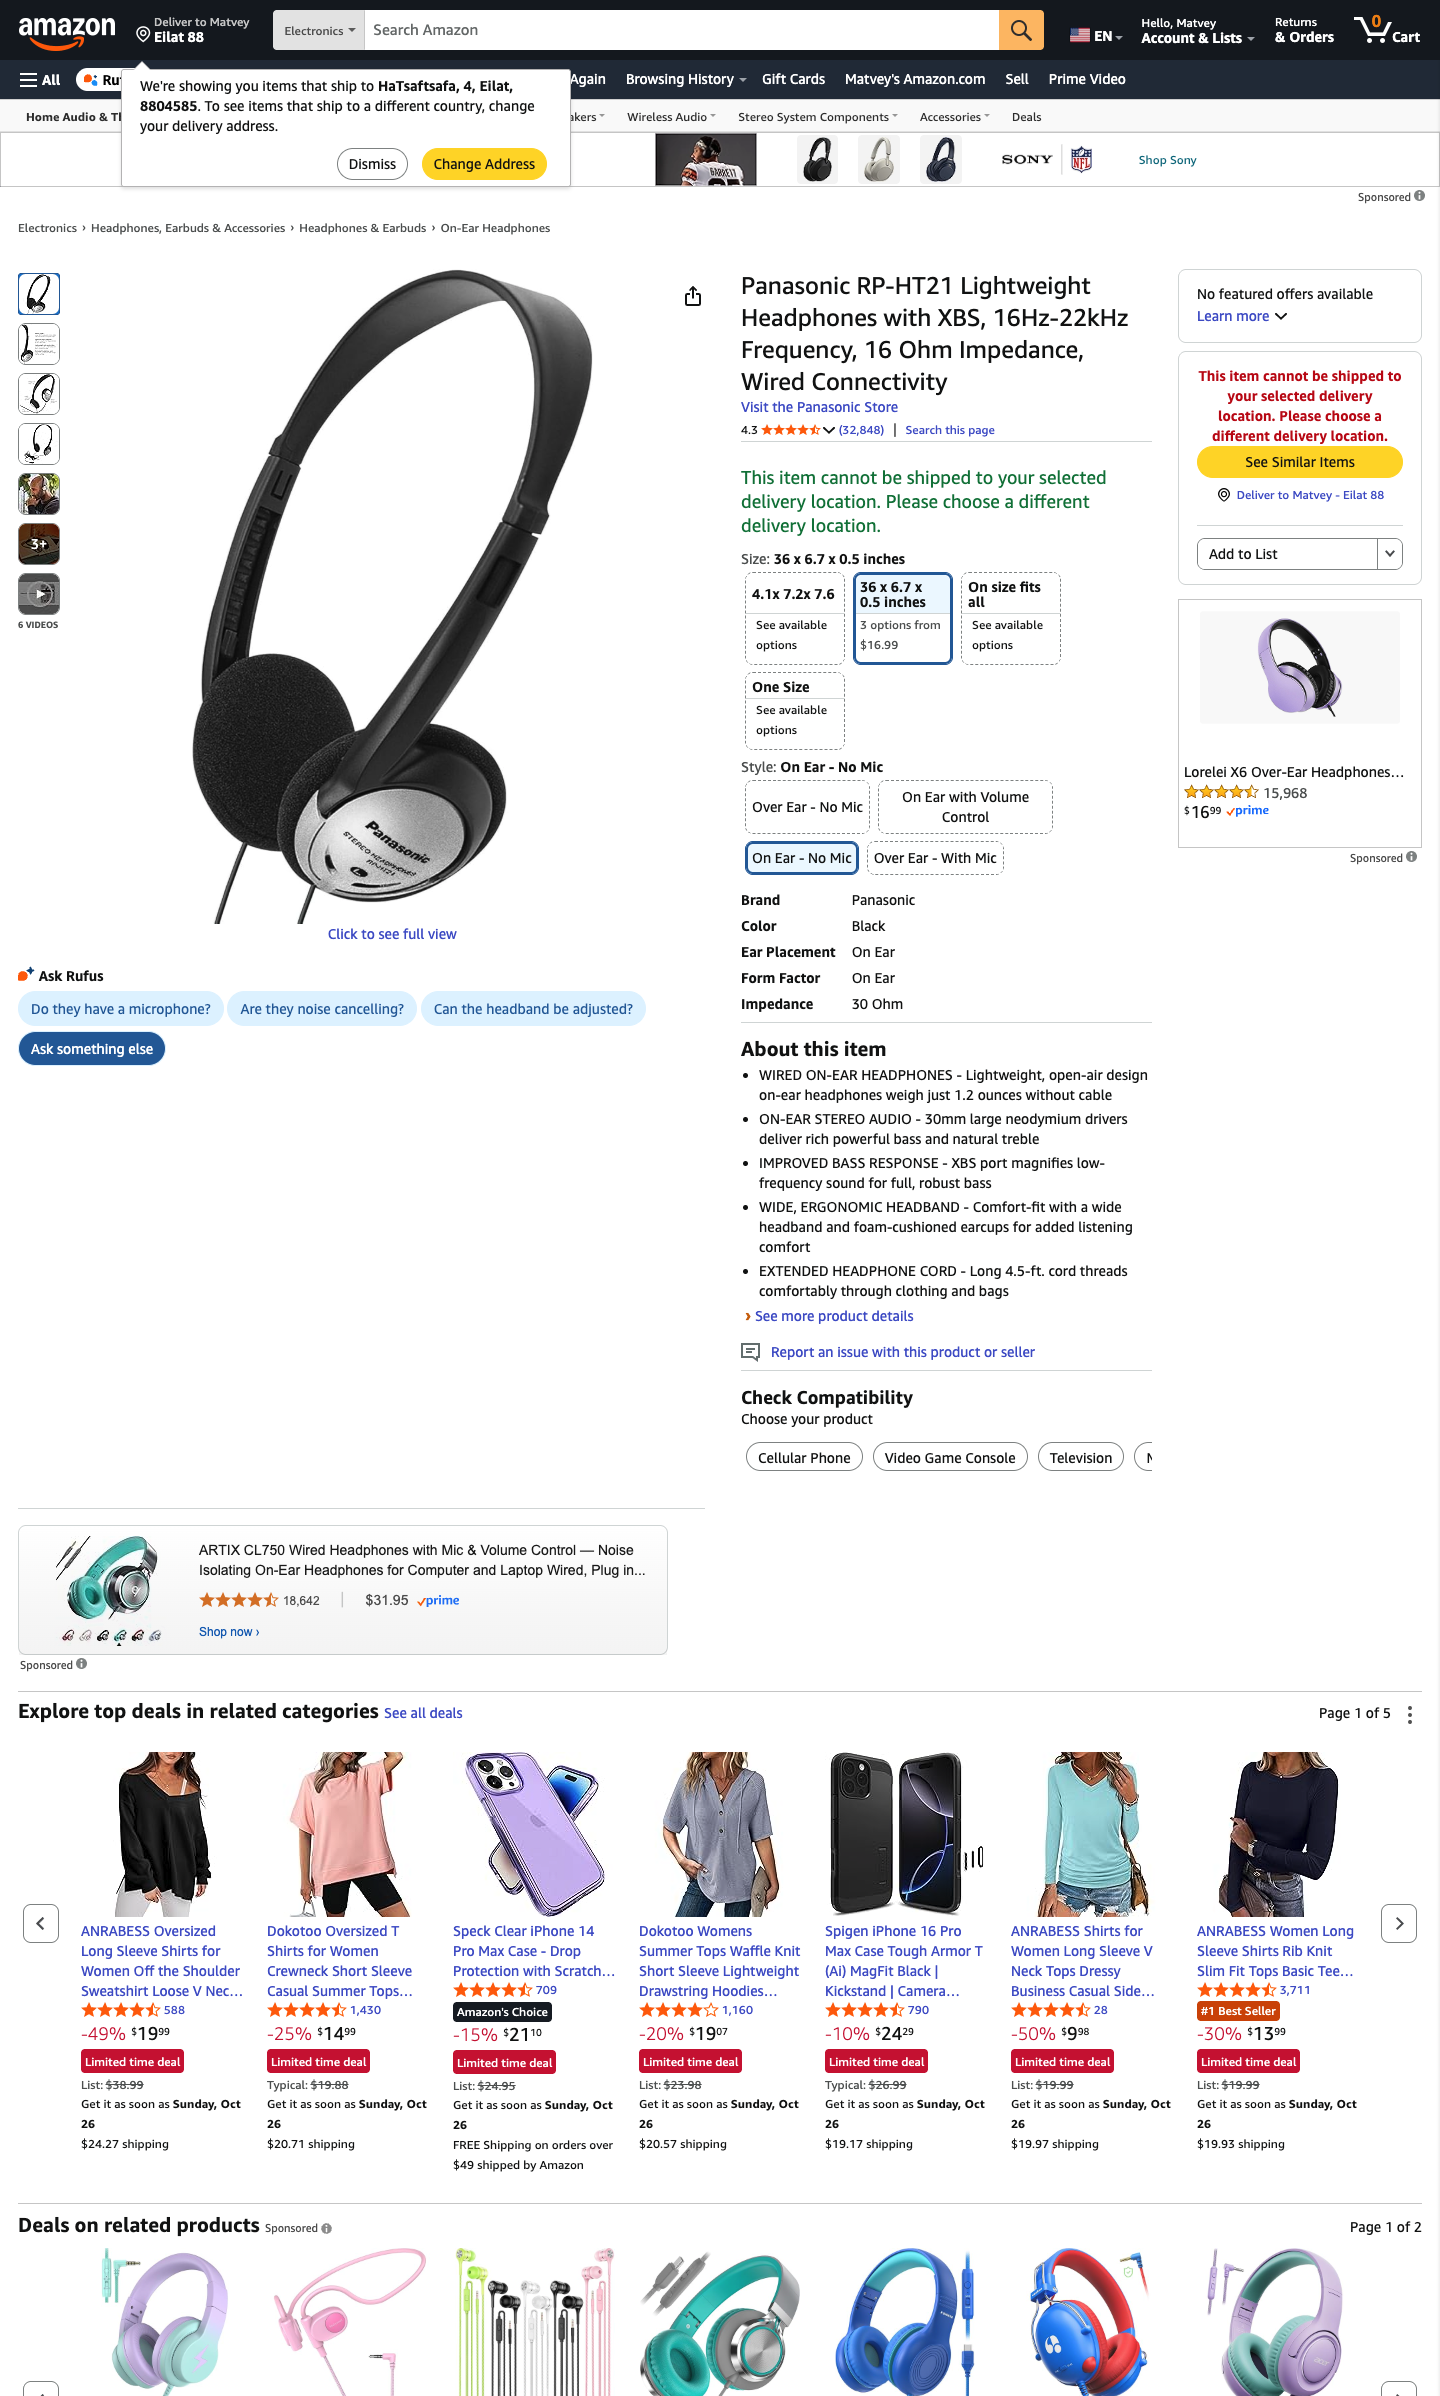 amazon
Deliver to Matvey
Eilat 88
Electronics
Search Amazon
EN
Hello, Matvey
Account & Lists
Returns
& Orders
0
Cart
All
Again
Browsing History
Gift Cards
Matvey's Amazon.com
Sell
Prime Video
We're showing you items that ship to HaTsaftsafa, 4, Eilat,
8804585. To see items that ship to a different country, change
your delivery address.
Dismiss
Change Address
Home Audio &
Wireless Audio
Stereo System Components
Accessories
Deals
GARRETT
SONY
NFL
Shop Sony
Sponsored
Electronics › Headphones, Earbuds & Accessories › Headphones & Earbuds › On-Ear Headphones
3+
6 VIDEOS
Panasonic
STEREO HEADPHONES
RP-HT21
L
Click to see full view
Ask Rufus
Do they have a microphone?
Are they noise cancelling?
Can the headband be adjusted?
Ask something else
Panasonic RP-HT21 Lightweight
Headphones with XBS, 16Hz-22kHz
Frequency, 16 Ohm Impedance,
Wired Connectivity
Visit the Panasonic Store
4.3 (32,848) | Search this page
This item cannot be shipped to your selected
delivery location. Please choose a different
delivery location.
Size: 36 x 6.7 x 0.5 inches
4.1x 7.2x 7.6
See available
options
36 x 6.7 x
0.5 inches
3 options from
$16.99
On size fits
all
See available
options
One Size
See available
options
Style: On Ear - No Mic
Over Ear - No Mic
On Ear with Volume
Control
On Ear - No Mic
Over Ear - With Mic
Brand Panasonic
Color Black
Ear Placement On Ear
Form Factor On Ear
Impedance 30 Ohm
About this item
• WIRED ON-EAR HEADPHONES - Lightweight, open-air design
on-ear headphones weigh just 1.2 ounces without cable
• ON-EAR STEREO AUDIO - 30mm large neodymium drivers
deliver rich powerful bass and natural treble
• IMPROVED BASS RESPONSE - XBS port magnifies low-
frequency sound for full, robust bass
• WIDE, ERGONOMIC HEADBAND - Comfort-fit with a wide
headband and foam-cushioned earcups for added listening
comfort
• EXTENDED HEADPHONE CORD - Long 4.5-ft. cord threads
comfortably through clothing and bags
› See more product details
Report an issue with this product or seller
Check Compatibility
Choose your product
Cellular Phone
Video Game Console
Television
No featured offers available
Learn more
This item cannot be shipped to
your selected delivery
location. Please choose a
different delivery location.
See Similar Items
Deliver to Matvey - Eilat 88
Add to List
Lorelei X6 Over-Ear Headphones...
15,968
$16.99 prime
Sponsored
ARTIX CL750 Wired Headphones with Mic & Volume Control — Noise
Isolating On-Ear Headphones for Computer and Laptop Wired, Plug in...
18,642 | $31.95 prime
Shop now ›
Sponsored
Explore top deals in related categories See all deals
Page 1 of 5
ANRABESS Oversized
Long Sleeve Shirts for
Women Off the Shoulder
Sweatshirt Loose V Nec...
588
-49% $19.99
Limited time deal
List: $38.99
Get it as soon as Sunday, Oct
26
$24.27 shipping
Dokotoo Oversized T
Shirts for Women
Crewneck Short Sleeve
Casual Summer Tops...
1,430
-25% $14.99
Limited time deal
Typical: $19.88
Get it as soon as Sunday, Oct
26
$20.71 shipping
Speck Clear iPhone 14
Pro Max Case - Drop
Protection with Scratch...
709
Amazon's Choice
-15% $21.10
Limited time deal
List: $24.95
Get it as soon as Sunday, Oct
26
FREE Shipping on orders over
$49 shipped by Amazon
Dokotoo Womens
Summer Tops Waffle Knit
Short Sleeve Lightweight
Drawstring Hoodies...
1,160
-20% $19.07
Limited time deal
List: $23.98
Get it as soon as Sunday, Oct
26
$20.57 shipping
Spigen iPhone 16 Pro
Max Case Tough Armor T
(Ai) MagFit Black |
Kickstand | Camera...
790
-10% $24.29
Limited time deal
Typical: $26.99
Get it as soon as Sunday, Oct
26
$19.17 shipping
ANRABESS Shirts for
Women Long Sleeve V
Neck Tops Dressy
Business Casual Side...
28
-50% $9.98
Limited time deal
List: $19.99
Get it as soon as Sunday, Oct
26
$19.97 shipping
ANRABESS Women Long
Sleeve Shirts Rib Knit
Slim Fit Tops Basic Tee...
3,711
#1 Best Seller
-30% $13.99
Limited time deal
List: $19.99
Get it as soon as Sunday, Oct
26
$19.93 shipping
Deals on related products Sponsored
Page 1 of 2